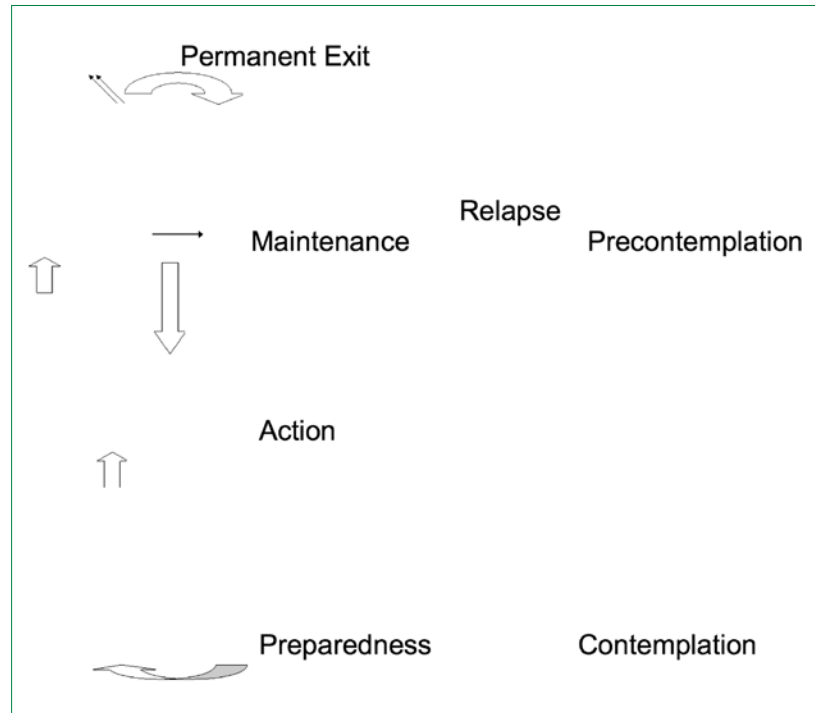 Permanent Exit
Relapse
Maintenance
Precontemplation
Action
Preparedness
Contemplation